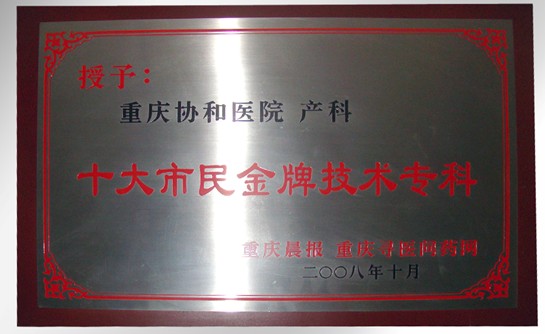 授予：
重庆协和医院 产科
十大市民金牌技术专科
重庆晨报 重庆寻医问药网
二〇〇八年十月